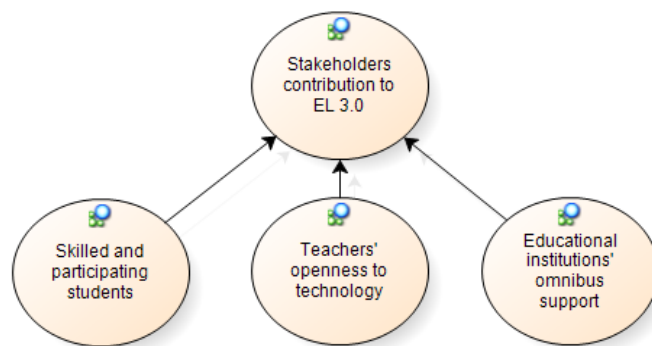 Stakeholders
contribution to
EL 3.0
Skilled and
participating
students
Teachers'
openness to
technology
Educational
institutions'
omnibus
support